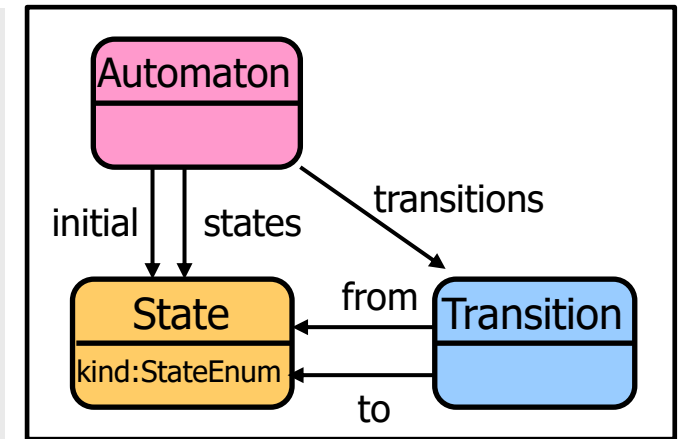 Automaton
transitions
initial
states
from
State
Transition
kind:StateEnum
to